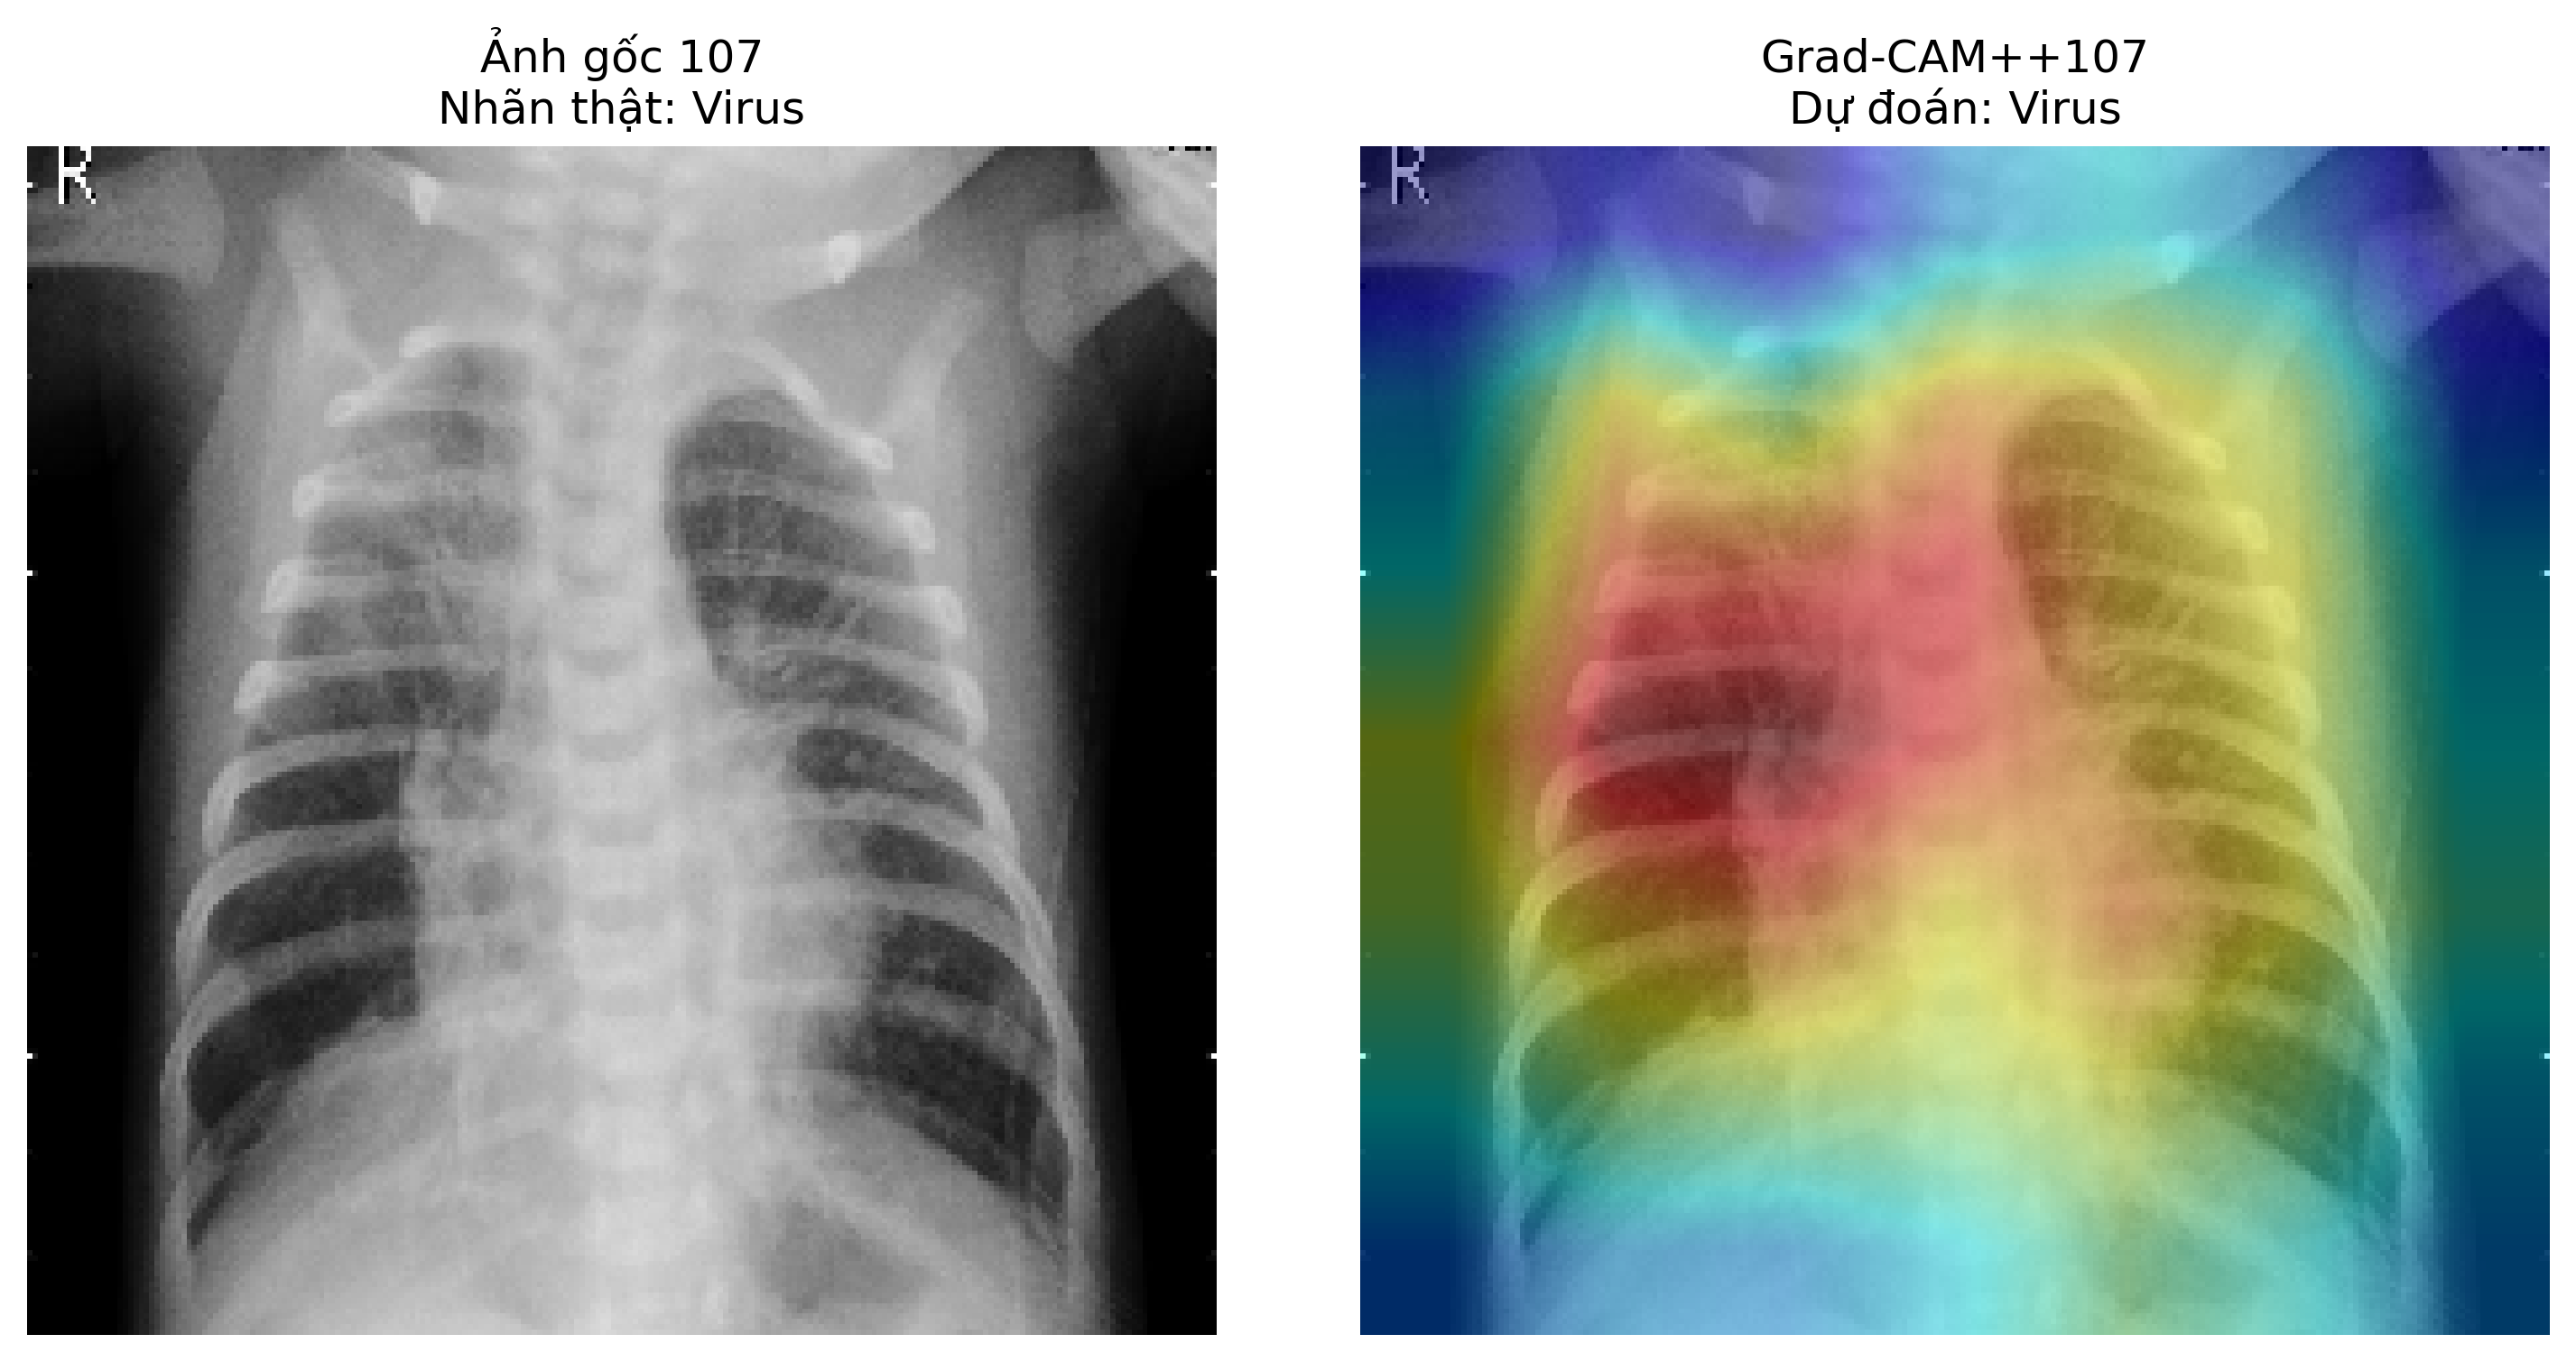 Ảnh gốc 107
Nhãn thật: Virus
Grad-CAM++107
Dự đoán: Virus
R
R